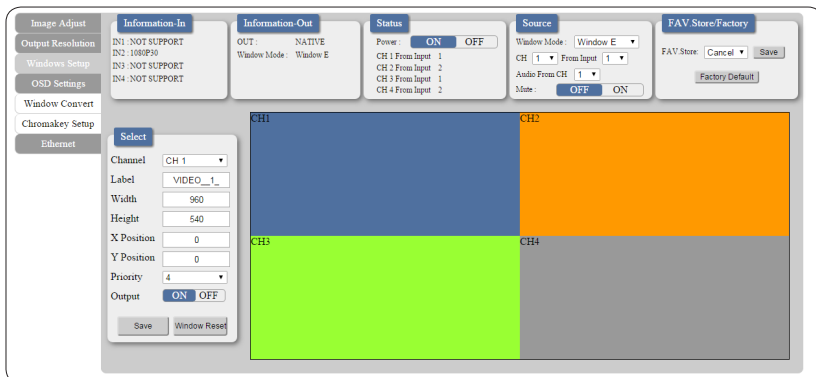 Image Adjust
Output Resolution
Windows Setup
OSD Settings
Window Convert
Chromakey Setup
Ethernet
Information-In
IN1 : NOT SUPPORT
IN2 : 1080P30
IN3 : NOT SUPPORT
IN4 : NOT SUPPORT
Information-Out
OUT : NATIVE
Window Mode : Window E
Status
Power : ON OFF
CH 1 From Input 1
CH 2 From Input 2
CH 3 From Input 1
CH 4 From Input 2
Source
Window Mode : Window E
CH 1 From Input 1
Audio From CH 1
Mute : OFF ON
FAV.Store/Factory
FAV.Store: Cancel Save
Factory Default
Select
Channel CH 1
Label VIDEO__1_
Width 960
Height 540
X Position 0
Y Position 0
Priority 4
Output ON OFF
Save Window Reset
CH1
CH2
CH3
CH4